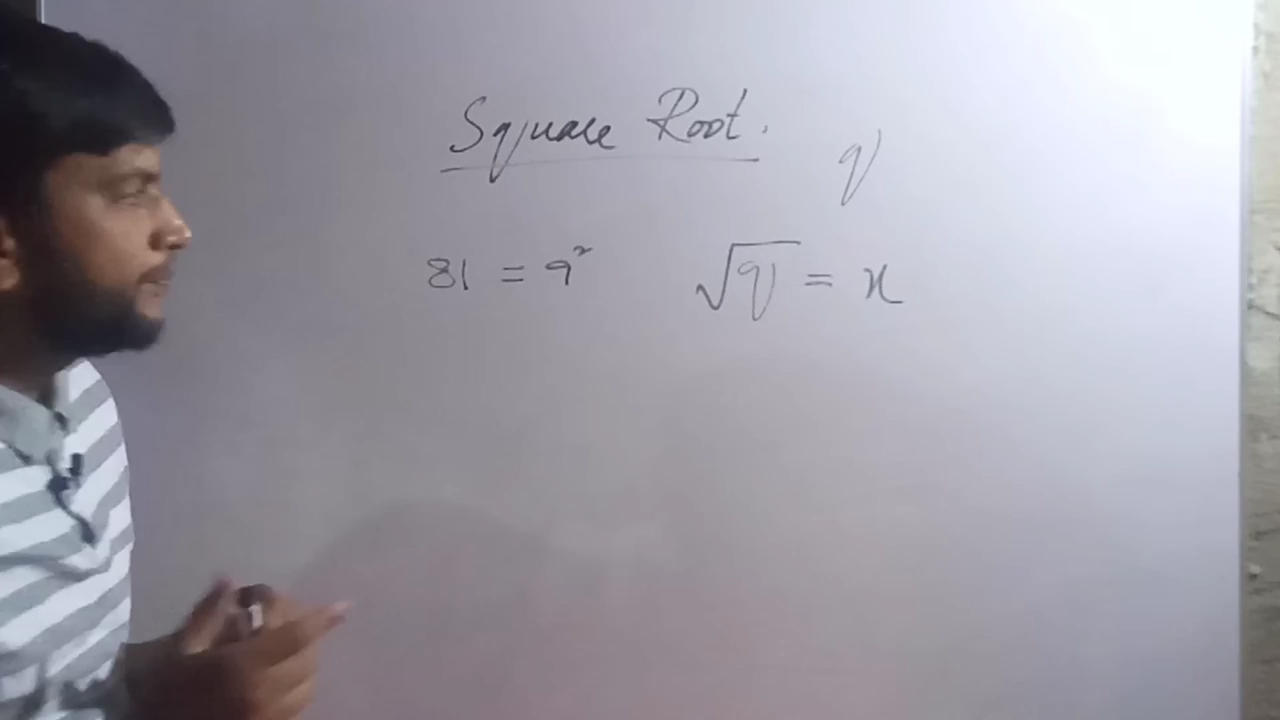 Square Root.
y
81 = 9² √y = x